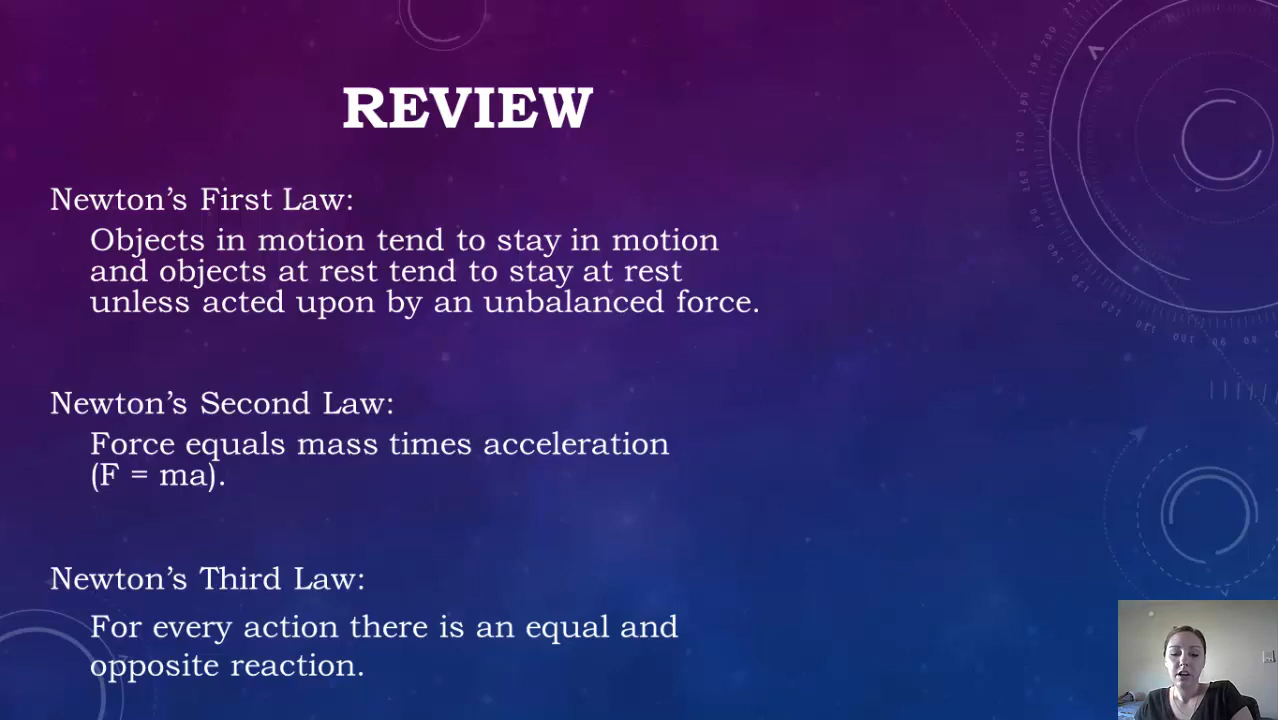 REVIEW
Newton’s First Law:
Objects in motion tend to stay in motion
and objects at rest tend to stay at rest
unless acted upon by an unbalanced force.
Newton’s Second Law:
Force equals mass times acceleration
(F = ma).
Newton’s Third Law:
For every action there is an equal and
opposite reaction.